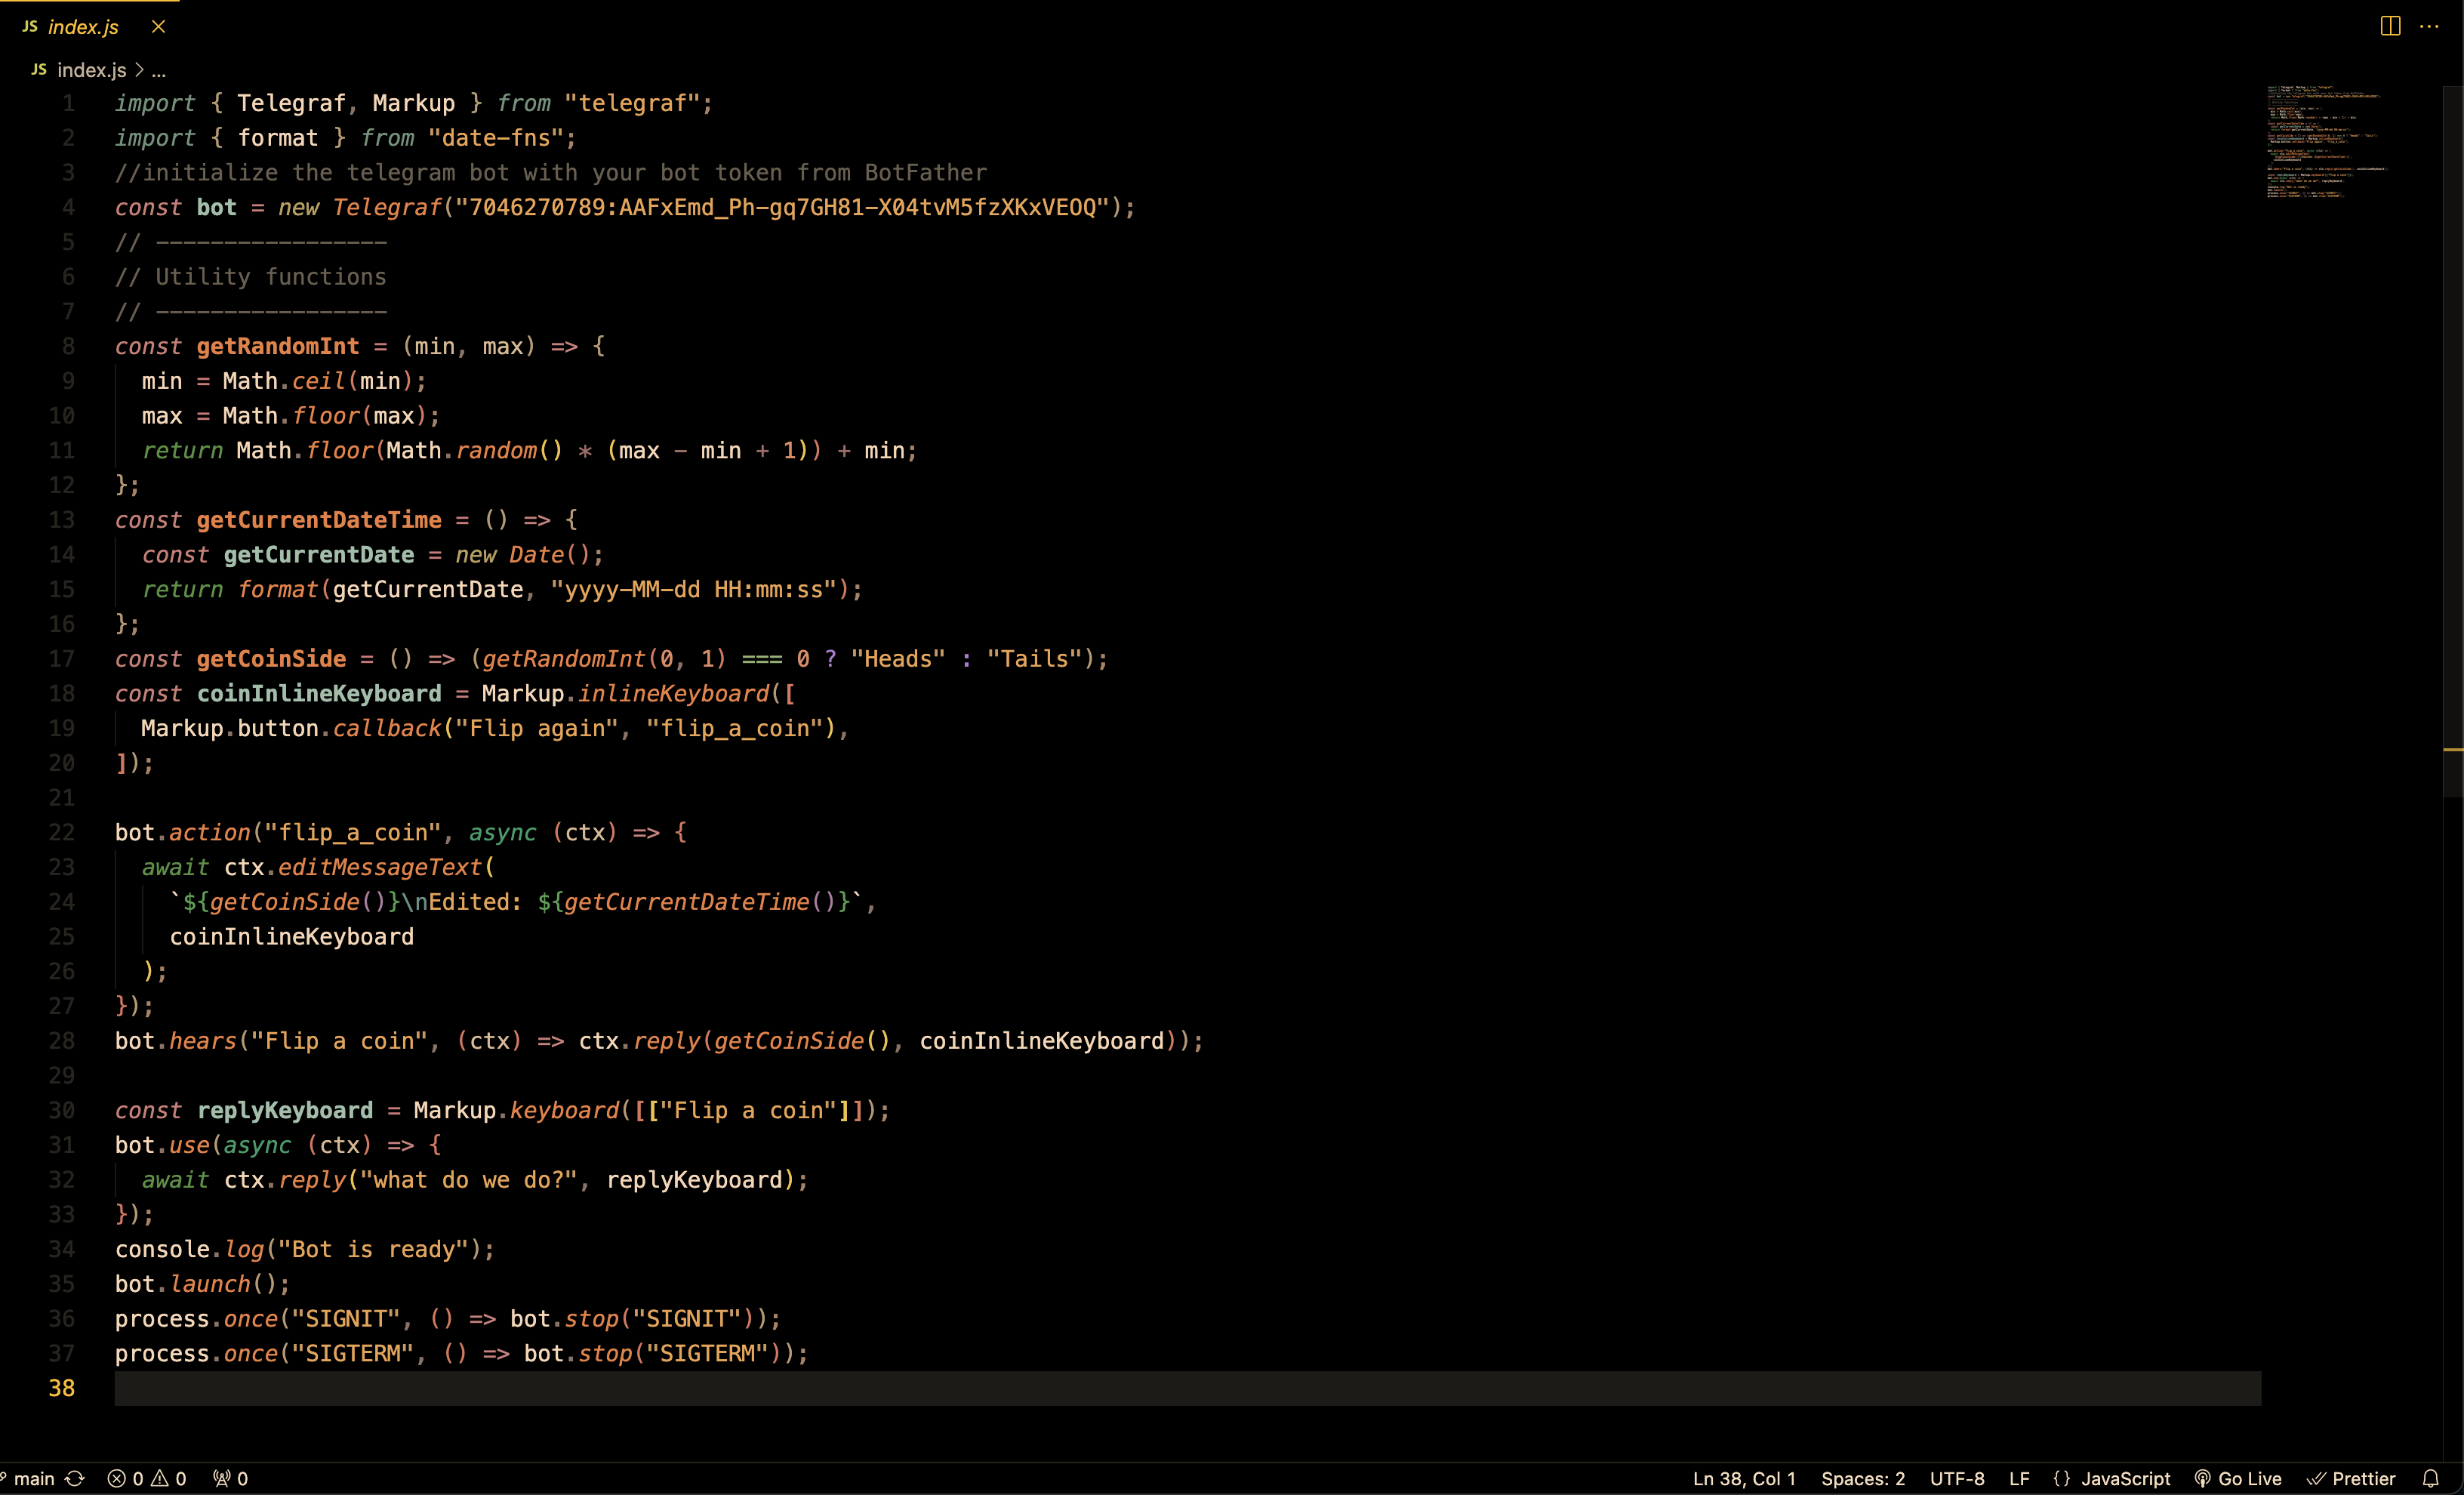 JS index.js
JS index.js > ...
1 import { Telegraf, Markup } from "telegraf";
2 import { format } from "date-fns";
3 //initialize the telegram bot with your bot token from BotFather
4 const bot = new Telegraf("7046270789:AAFxEmd_Ph-gq7GH81-X04tvM5fzXKxVEOQ");
5 // -----------------
6 // Utility functions
7 // -----------------
8 const getRandomInt = (min, max) => {
9 min = Math.ceil(min);
10 max = Math.floor(max);
11 return Math.floor(Math.random() * (max - min + 1)) + min;
12 };
13 const getCurrentDateTime = () => {
14 const getCurrentDate = new Date();
15 return format(getCurrentDate, "yyyy-MM-dd HH:mm:ss");
16 };
17 const getCoinSide = () => (getRandomInt(0, 1) === 0 ? "Heads" : "Tails");
18 const coinInlineKeyboard = Markup.inlineKeyboard([
19 Markup.button.callback("Flip again", "flip_a_coin"),
20 ]);
21
22 bot.action("flip_a_coin", async (ctx) => {
23 await ctx.editMessageText(
24 `${getCoinSide()}\nEdited: ${getCurrentDateTime()}`,
25 coinInlineKeyboard
26 );
27 });
28 bot.hears("Flip a coin", (ctx) => ctx.reply(getCoinSide(), coinInlineKeyboard));
29
30 const replyKeyboard = Markup.keyboard([["Flip a coin"]]);
31 bot.use(async (ctx) => {
32 await ctx.reply("what do we do?", replyKeyboard);
33 });
34 console.log("Bot is ready");
35 bot.launch();
36 process.once("SIGNIT", () => bot.stop("SIGNIT"));
37 process.once("SIGTERM", () => bot.stop("SIGTERM"));
38
main 0 0 0 Ln 38, Col 1 Spaces: 2 UTF-8 LF {} JavaScript Go Live Prettier